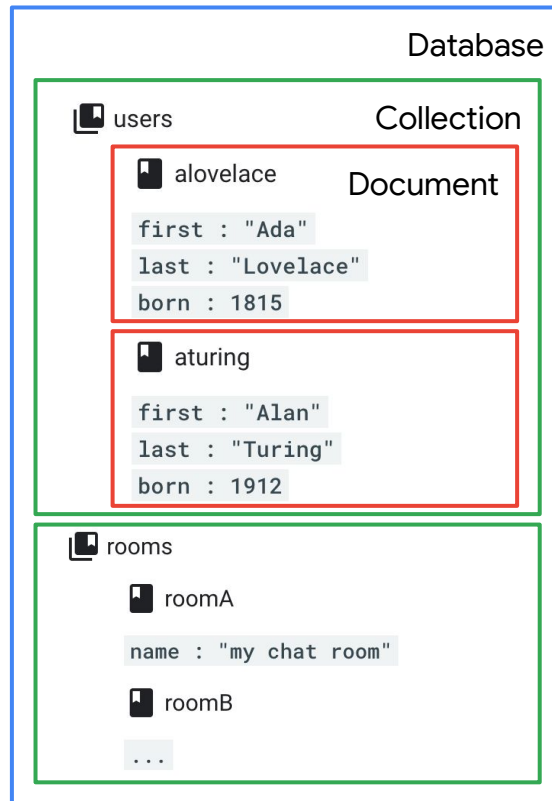 Database
users
Collection
alovelace
Document
first : "Ada"
last : "Lovelace"
born : 1815
aturing
first : "Alan"
last : "Turing"
born : 1912
rooms
roomA
name : "my chat room"
roomB
...